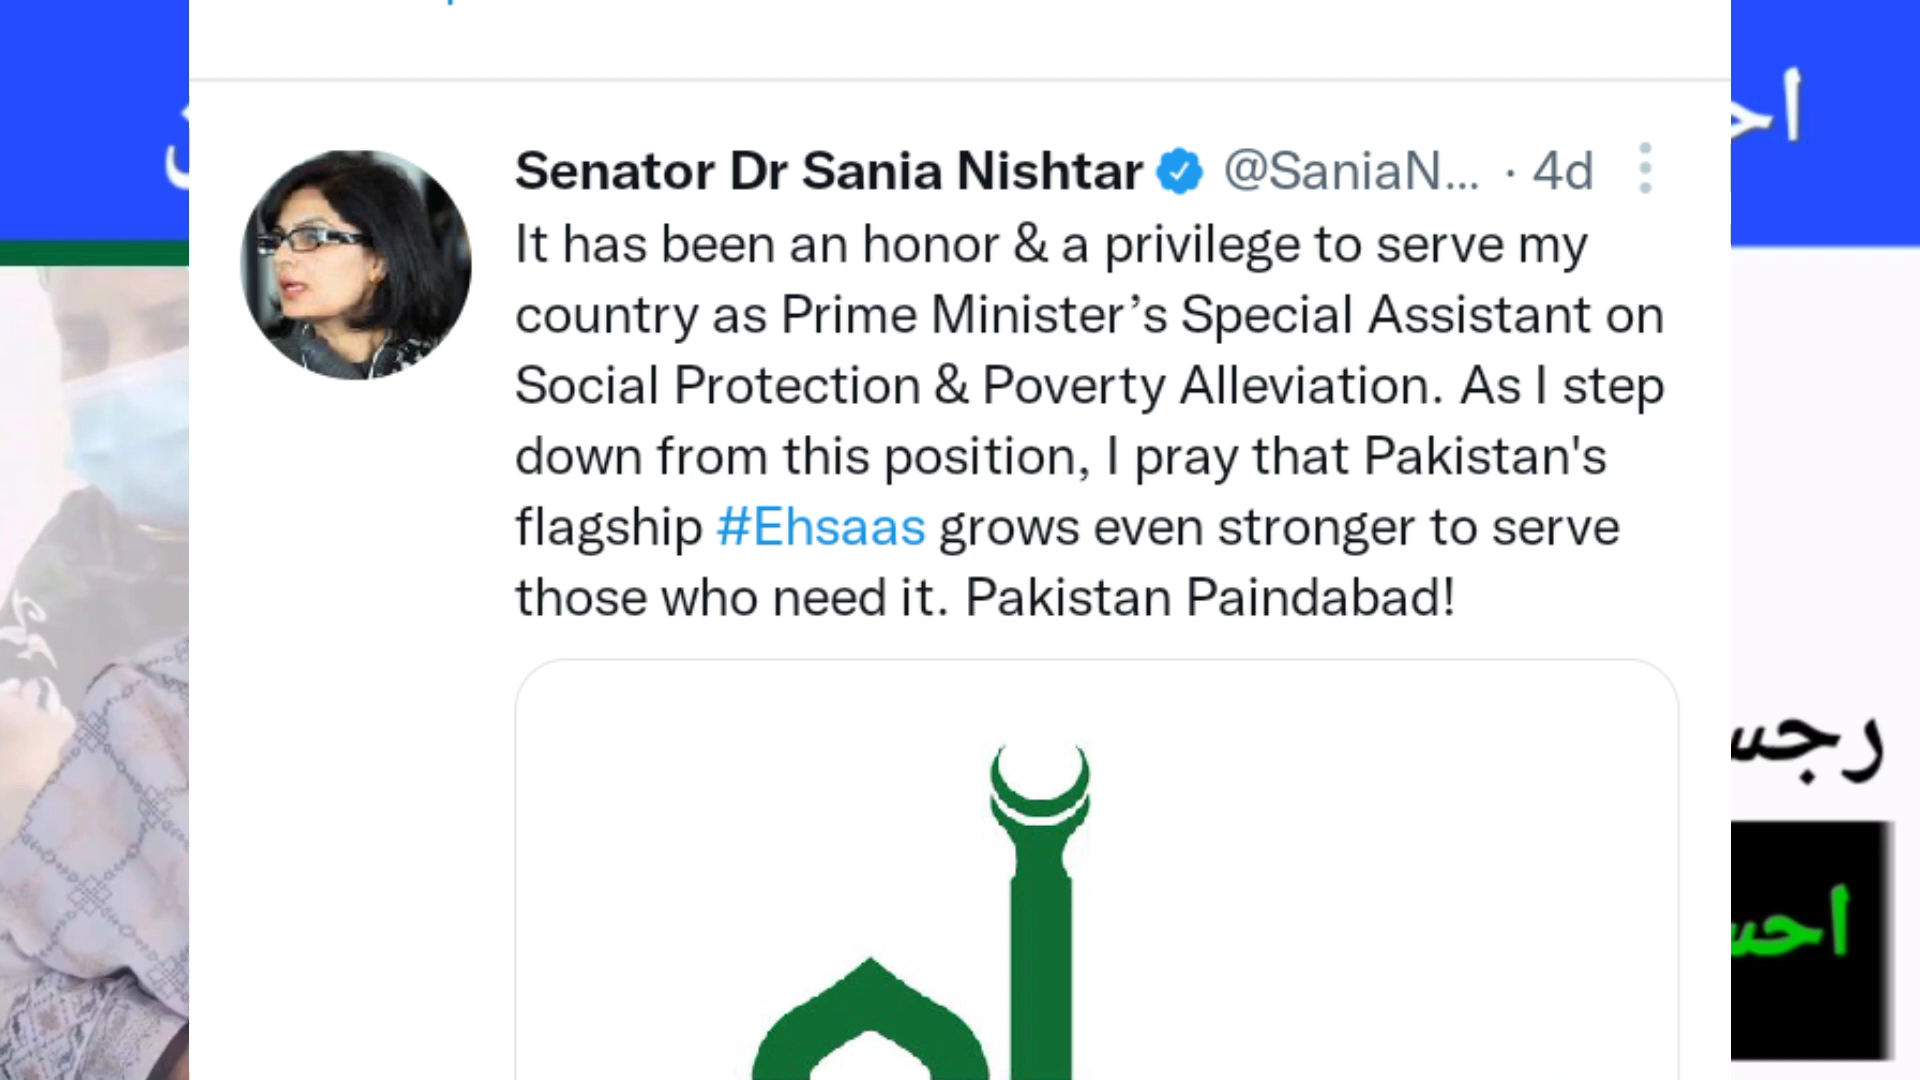 Senator Dr Sania Nishtar @SaniaN... · 4d
It has been an honor & a privilege to serve my
country as Prime Minister’s Special Assistant on
Social Protection & Poverty Alleviation. As I step
down from this position, I pray that Pakistan's
flagship #Ehsaas grows even stronger to serve
those who need it. Pakistan Paindabad!